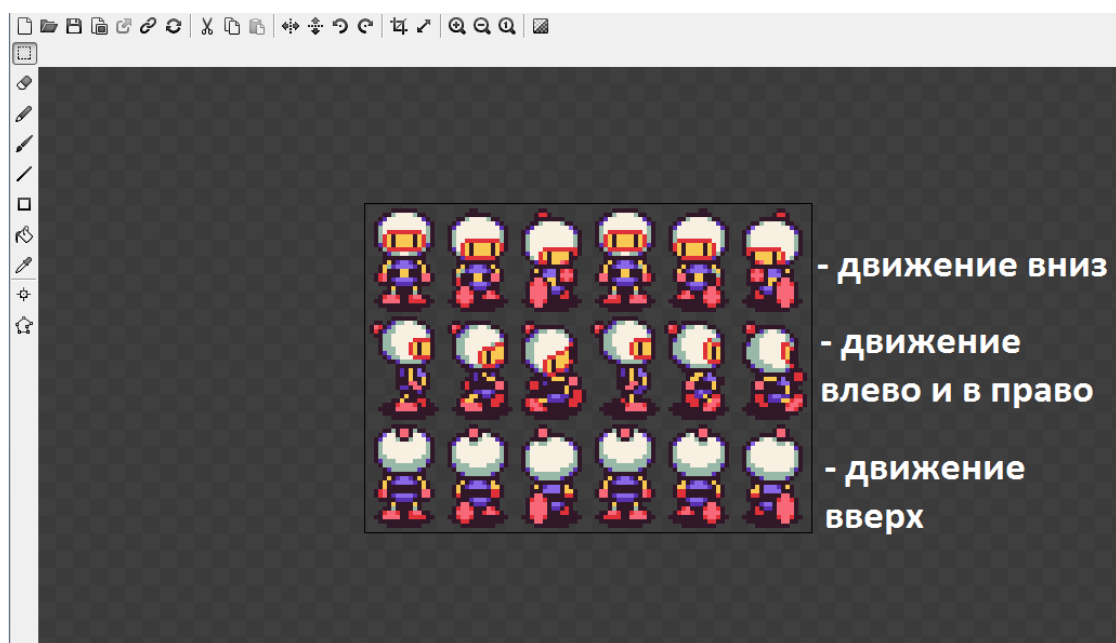 - движение вниз
- движение
влево и в право
- движение
вверх